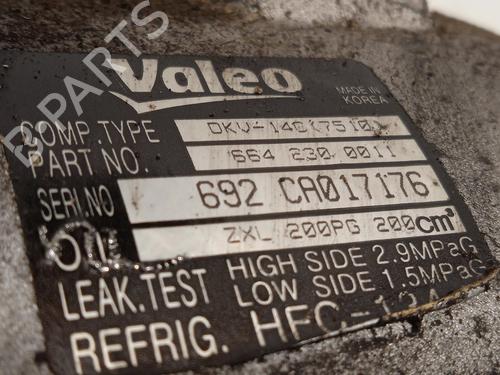 B-PARTS
Valeo
MADE IN
KOREA
COMP.TYPE DKV-14C(7510)
PART NO. 664 230 0011
SERI.NO 692 CA017176
ZXL 200PG 200cm³
LEAK.TEST HIGH SIDE 2.9MPaG
LOW SIDE 1.5MPaG
REFRIG. HFC-134